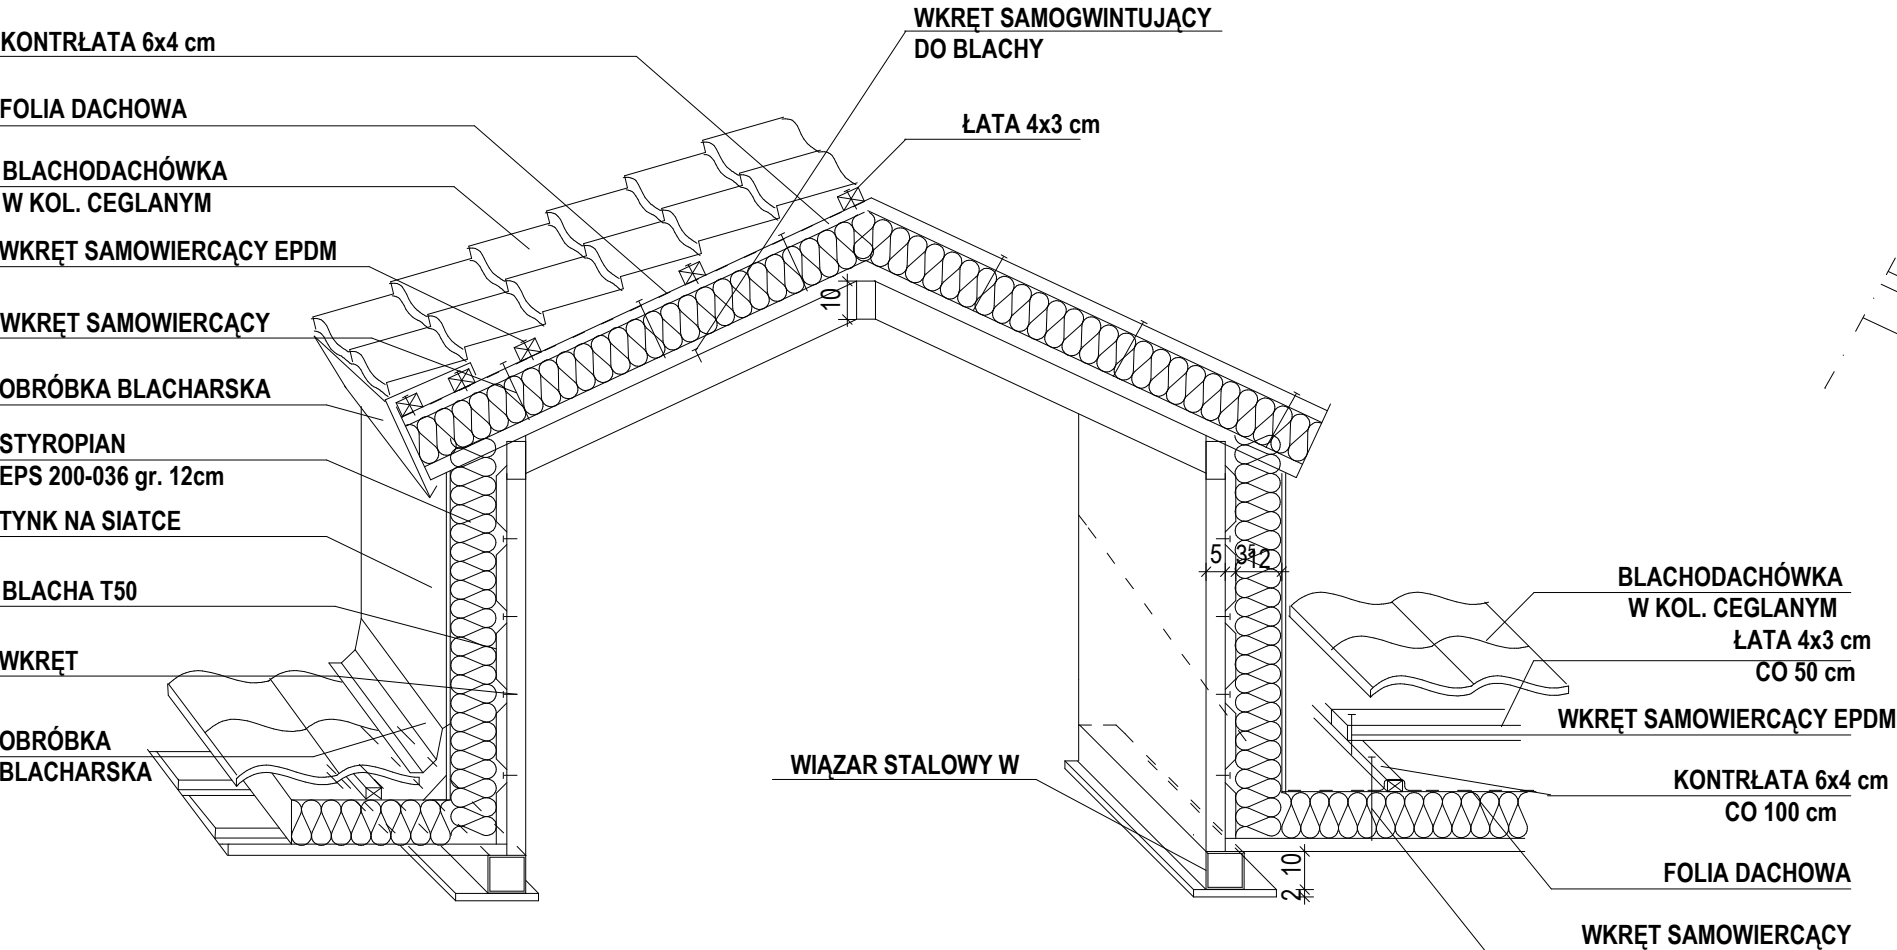 KONTRŁATA 6x4 cm
FOLIA DACHOWA
BLACHODACHÓWKA
W KOL. CEGLANYM
WKRĘT SAMOWIERCĄCY EPDM
WKRĘT SAMOWIERCĄCY
OBRÓBKA BLACHARSKA
STYROPIAN
EPS 200-036 gr. 12cm
TYNK NA SIATCE
BLACHA T50
WKRĘT
OBRÓBKA
BLACHARSKA
WKRĘT SAMOGWINTUJĄCY
DO BLACHY
ŁATA 4x3 cm
10
5
3⁵
12
WIĄZAR STALOWY W
10
2
BLACHODACHÓWKA
W KOL. CEGLANYM
ŁATA 4x3 cm
CO 50 cm
WKRĘT SAMOWIERCĄCY EPDM
KONTRŁATA 6x4 cm
CO 100 cm
FOLIA DACHOWA
WKRĘT SAMOWIERCĄCY